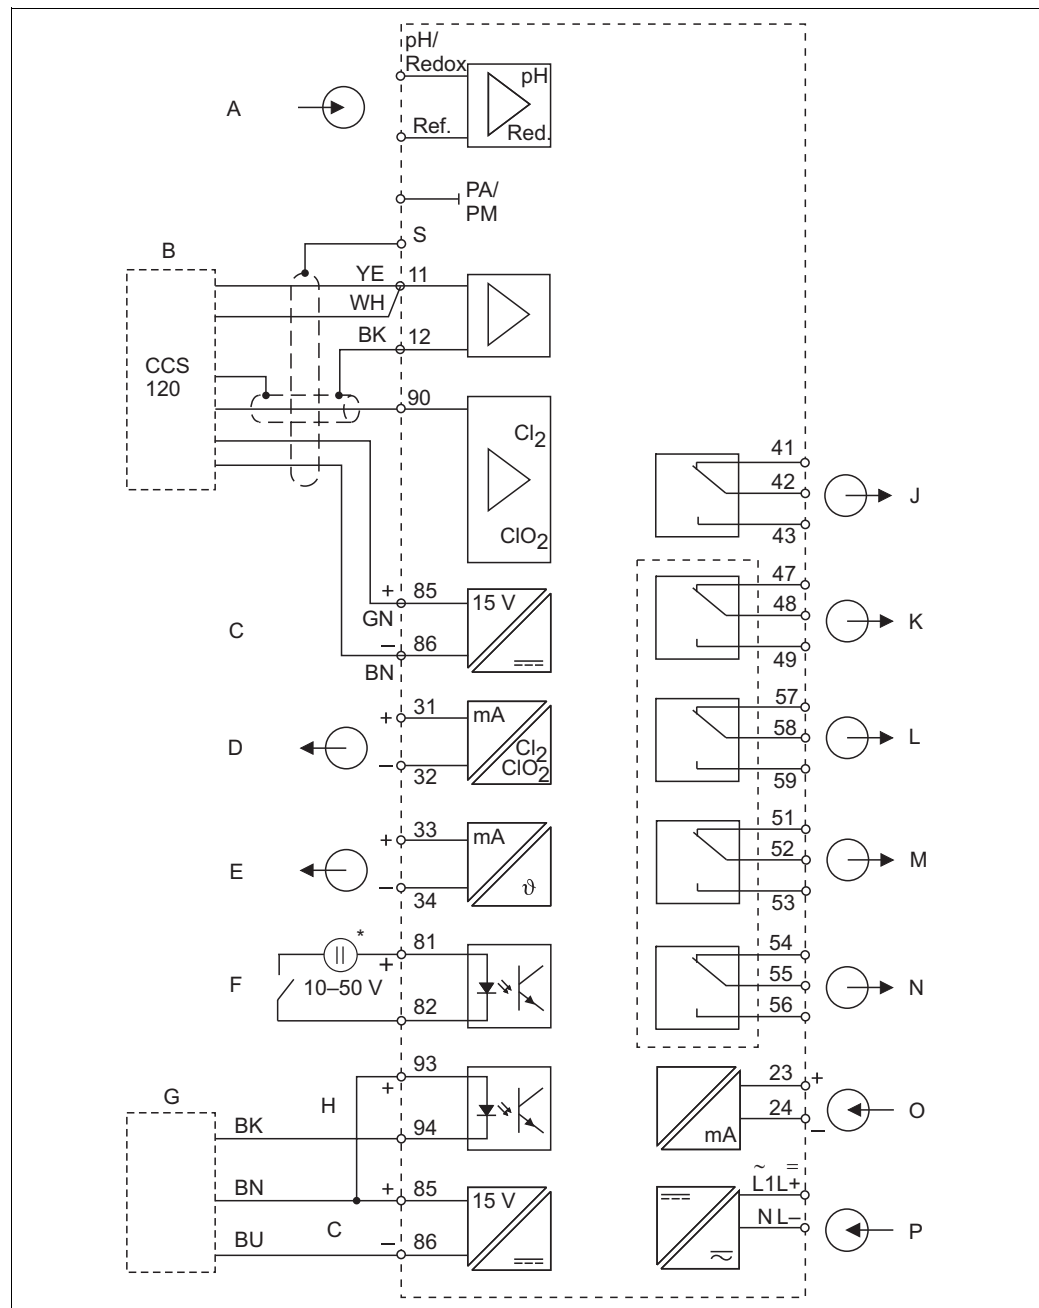 pH/
Redox
pH
A
Ref.
Red.
PA/
PM
S
B
YE 11
WH
BK 12
CCS
120
90
Cl2
ClO2
+ 85
15 V
GN
C
– 86
BN
+ 31
mA
D
Cl2
ClO2
– 32
+ 33
mA
E
ϑ
– 34
* 81
+
F
10–50 V
82
93
+
G
H
BK 94
BN + 85
15 V
C
BU – 86
41
42
J
43
47
48
K
49
57
58
L
59
51
52
M
53
54
55
N
56
23 +
24
O
mA
–
~ =
L1L+
N L–
P